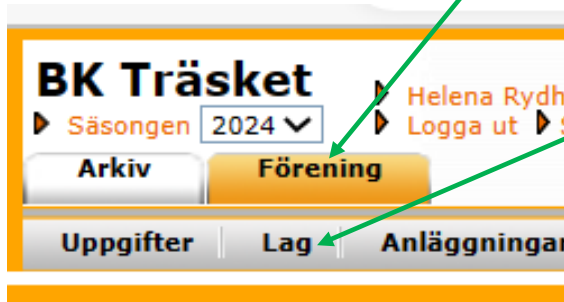 BK Träsket
Helena Rydh
Säsongen 2024
Logga ut
Arkiv Förening
Uppgifter Lag Anläggningar